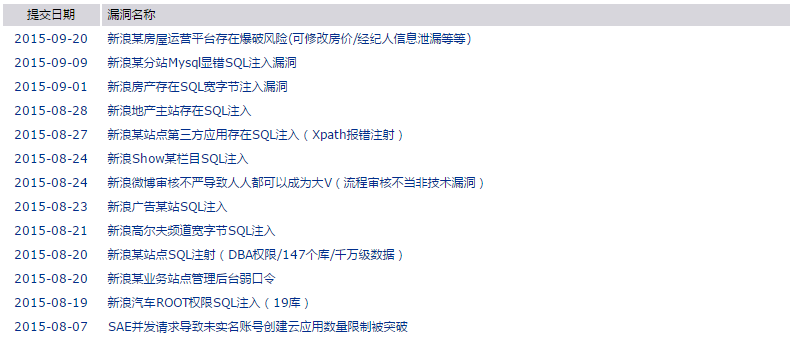 提交日期 漏洞名称
2015-09-20 新浪某房屋运营平台存在爆破风险(可修改房价/经纪人信息泄漏等等)
2015-09-09 新浪某分站Mysql显错SQL注入漏洞
2015-09-01 新浪房产存在SQL宽字节注入漏洞
2015-08-28 新浪地产主站存在SQL注入
2015-08-27 新浪某站点第三方应用存在SQL注入（Xpath报错注射）
2015-08-24 新浪Show某栏目SQL注入
2015-08-24 新浪微博审核不严导致人人都可以成为大V（流程审核不当非技术漏洞）
2015-08-23 新浪广告某站SQL注入
2015-08-21 新浪高尔夫频道宽字节SQL注入
2015-08-20 新浪某站点SQL注射（DBA权限/147个库/千万级数据）
2015-08-20 新浪某业务站点管理后台弱口令
2015-08-19 新浪汽车ROOT权限SQL注入（19库）
2015-08-07 SAE并发请求导致未实名账号创建云应用数量限制被突破